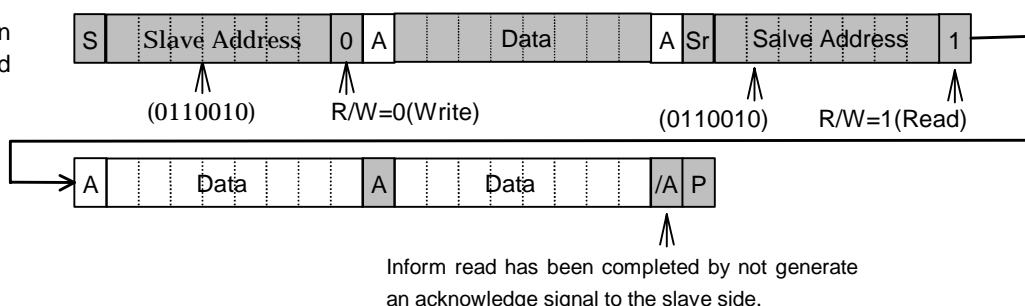 n
d
S Slave Address 0 A Data A Sr Salve Address 1
(0110010) R/W=0(Write) (0110010) R/W=1(Read)
A Data A Data /A P
Inform read has been completed by not generate
an acknowledge signal to the slave side.